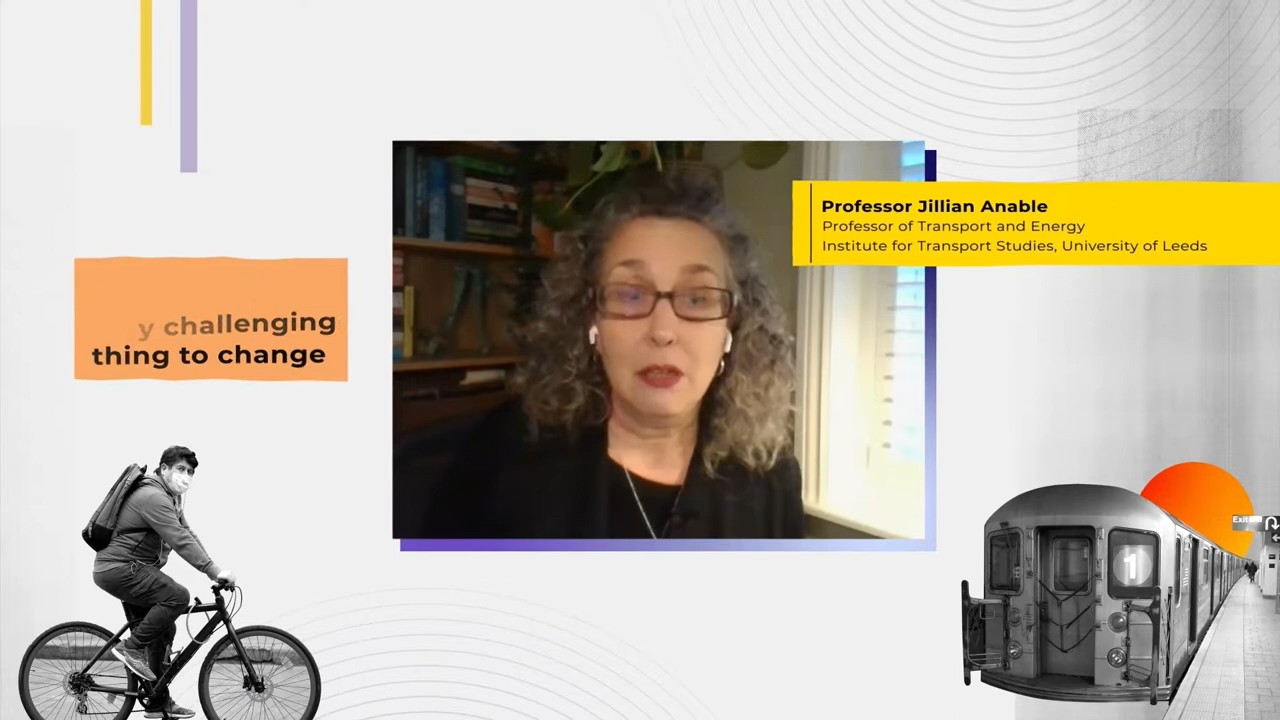 Professor Jillian Anable
Professor of Transport and Energy
Institute for Transport Studies, University of Leeds
y challenging
thing to change
1
Exit